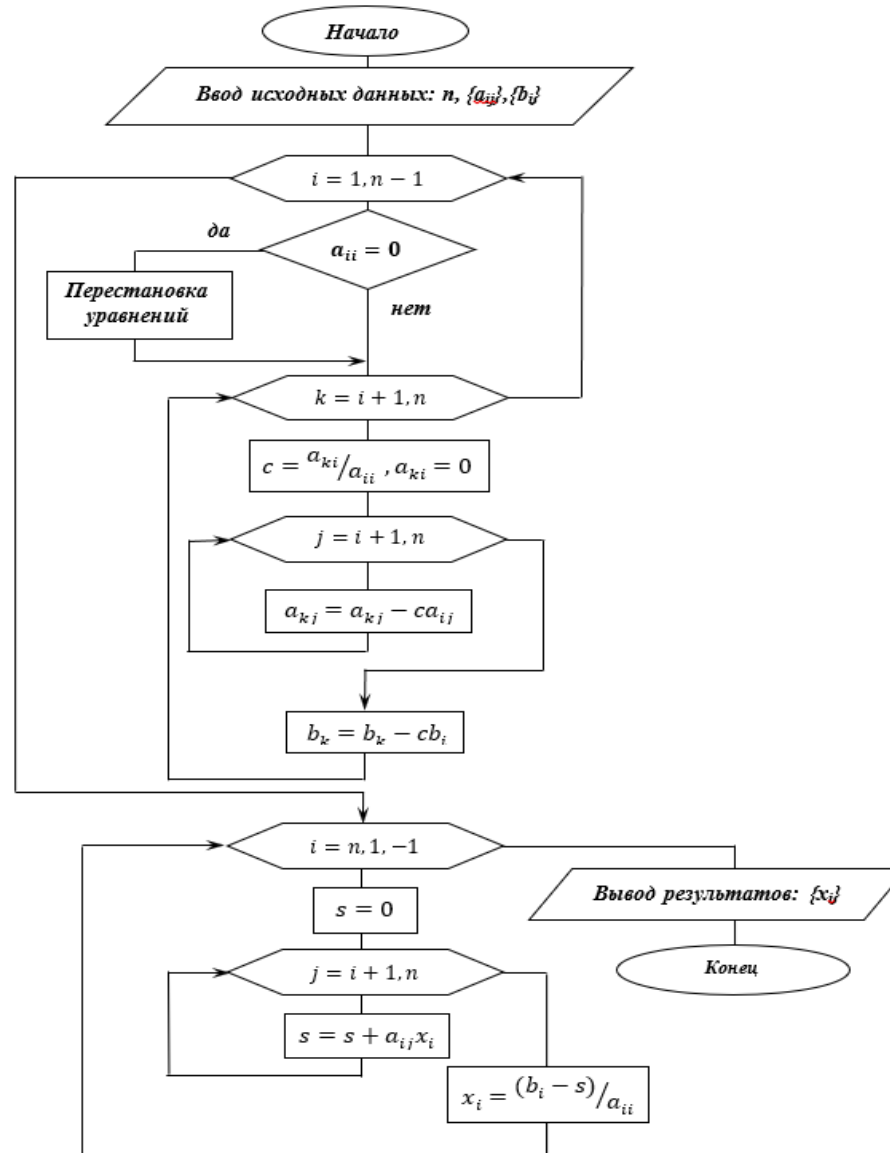 Начало
Ввод исходных данных: n, {aᵢⱼ},{bᵢ}
i = 1, n − 1
да
aᵢᵢ = 0
Перестановка
уравнений
нет
k = i + 1, n
c = aₖᵢ/aᵢᵢ , aₖᵢ = 0
j = i + 1, n
aₖⱼ = aₖⱼ − caᵢⱼ
bₖ = bₖ − cbᵢ
i = n, 1, −1
s = 0
Вывод результатов: {xᵢ}
j = i + 1, n
Конец
s = s + aᵢⱼxᵢ
xᵢ = (bᵢ − s)/aᵢᵢ